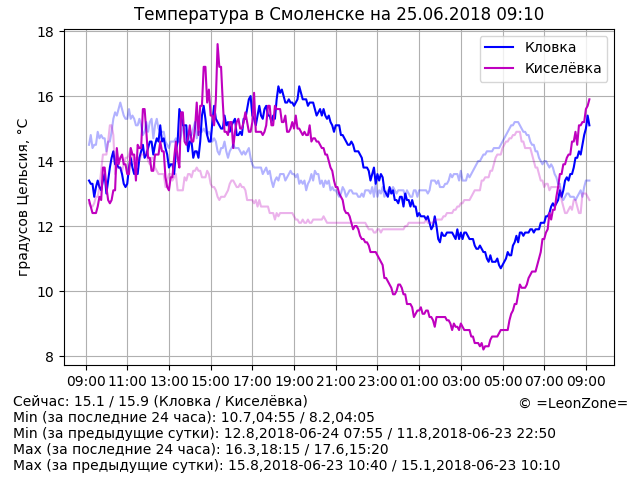 Температура в Смоленске на 25.06.2018 09:10
18
16
14
12
10
8
градусов Цельсия, °C
Кловка
Киселёвка
09:00 11:00 13:00 15:00 17:00 19:00 21:00 23:00 01:00 03:00 05:00 07:00 09:00
Сейчас: 15.1 / 15.9 (Кловка / Киселёвка)
© =LeonZone=
Min (за последние 24 часа): 10.7,04:55 / 8.2,04:05
Min (за предыдущие сутки): 12.8,2018-06-24 07:55 / 11.8,2018-06-23 22:50
Max (за последние 24 часа): 16.3,18:15 / 17.6,15:20
Max (за предыдущие сутки): 15.8,2018-06-23 10:40 / 15.1,2018-06-23 10:10